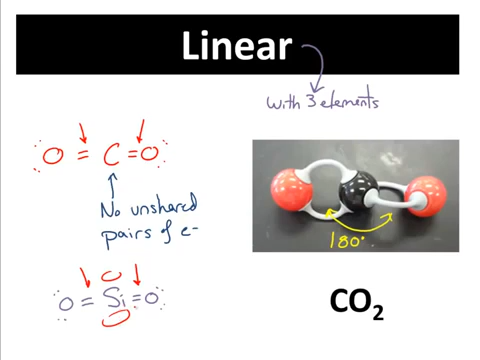 Linear
with 3 elements
O = C = O
No unshared
pairs of e-
O = Si = O
180°
CO₂